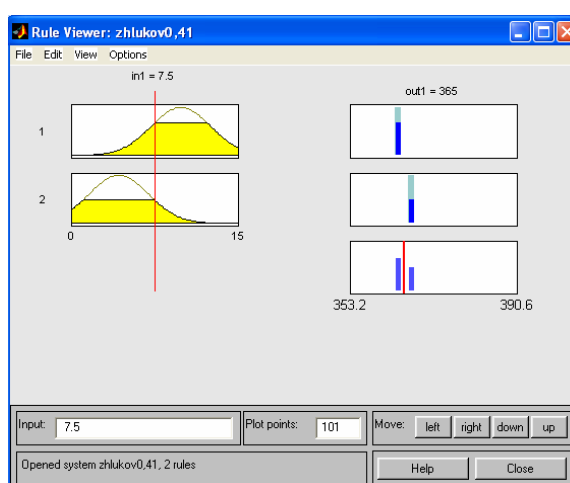 Rule Viewer: zhlukov0,41
File Edit View Options
in1 = 7.5
out1 = 365
1
2
0 15
353.2 390.6
Input: 7.5 Plot points: 101 Move: left right down up
Opened system zhlukov0,41, 2 rules Help Close